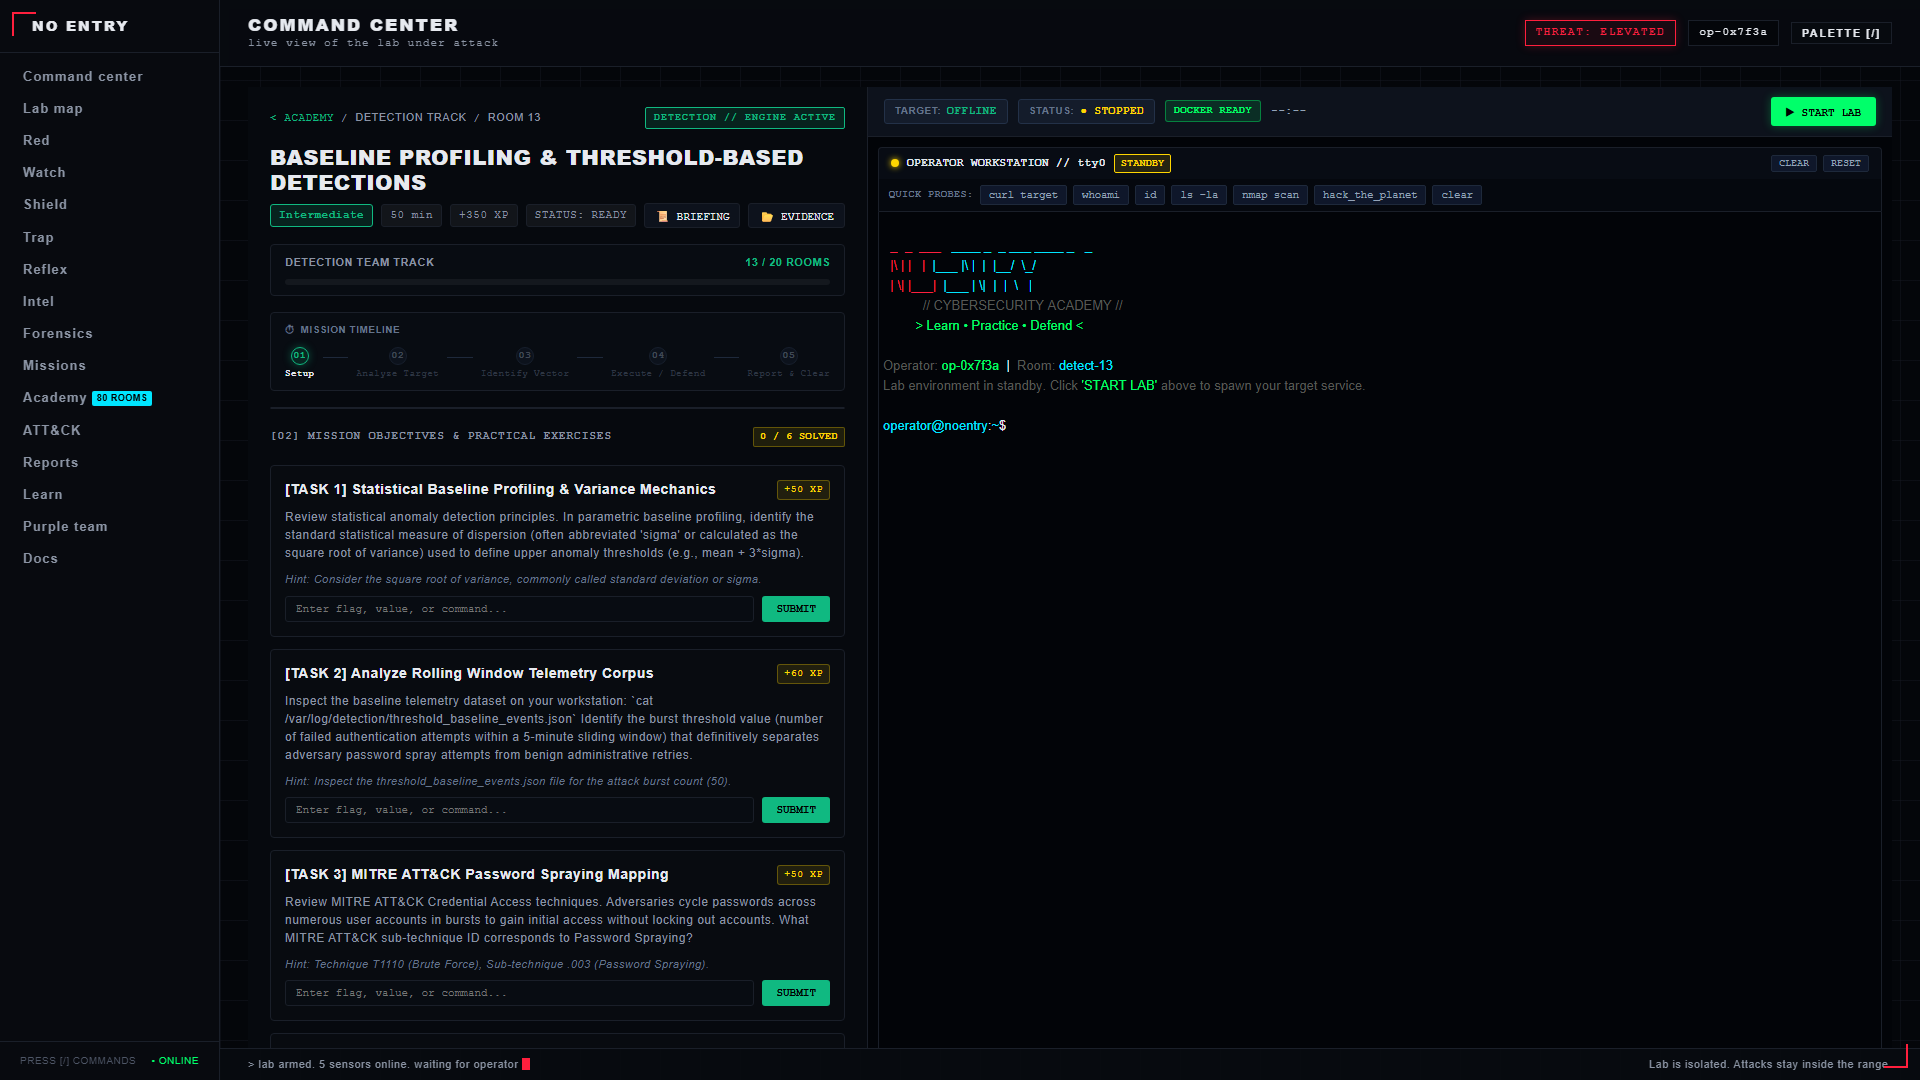 NO ENTRY
COMMAND CENTER
live view of the lab under attack
THREAT: ELEVATED
op-0x7f3a
PALETTE [/]
Command center
Lab map
Red
Watch
Shield
Trap
Reflex
Intel
Forensics
Missions
Academy 80 ROOMS
ATT&CK
Reports
Learn
Purple team
Docs
PRESS [/] COMMANDS • ONLINE
< ACADEMY / DETECTION TRACK / ROOM 13
DETECTION // ENGINE ACTIVE
BASELINE PROFILING & THRESHOLD-BASED
DETECTIONS
Intermediate 50 min +350 XP STATUS: READY BRIEFING EVIDENCE
DETECTION TEAM TRACK 13 / 20 ROOMS
MISSION TIMELINE
01 02 03 04 05
Setup Analyze Target Identify Vector Execute / Defend Report & Clear
[02] MISSION OBJECTIVES & PRACTICAL EXERCISES 0 / 6 SOLVED
[TASK 1] Statistical Baseline Profiling & Variance Mechanics +50 XP
Review statistical anomaly detection principles. In parametric baseline profiling, identify the
standard statistical measure of dispersion (often abbreviated 'sigma' or calculated as the
square root of variance) used to define upper anomaly thresholds (e.g., mean + 3*sigma).
Hint: Consider the square root of variance, commonly called standard deviation or sigma.
Enter flag, value, or command... SUBMIT
[TASK 2] Analyze Rolling Window Telemetry Corpus +60 XP
Inspect the baseline telemetry dataset on your workstation: `cat
/var/log/detection/threshold_baseline_events.json` Identify the burst threshold value (number
of failed authentication attempts within a 5-minute sliding window) that definitively separates
adversary password spray attempts from benign administrative retries.
Hint: Inspect the threshold_baseline_events.json file for the attack burst count (50).
Enter flag, value, or command... SUBMIT
[TASK 3] MITRE ATT&CK Password Spraying Mapping +50 XP
Review MITRE ATT&CK Credential Access techniques. Adversaries cycle passwords across
numerous user accounts in bursts to gain initial access without locking out accounts. What
MITRE ATT&CK sub-technique ID corresponds to Password Spraying?
Hint: Technique T1110 (Brute Force), Sub-technique .003 (Password Spraying).
Enter flag, value, or command... SUBMIT
TARGET: OFFLINE STATUS: • STOPPED DOCKER READY --:-- ▶ START LAB
OPERATOR WORKSTATION // tty0 STANDBY CLEAR RESET
QUICK PROBES: curl target whoami id ls -la nmap scan hack_the_planet clear
// CYBERSECURITY ACADEMY //
> Learn • Practice • Defend <
Operator: op-0x7f3a | Room: detect-13
Lab environment in standby. Click 'START LAB' above to spawn your target service.
operator@noentry:~$
> lab armed. 5 sensors online. waiting for operator
Lab is isolated. Attacks stay inside the range.